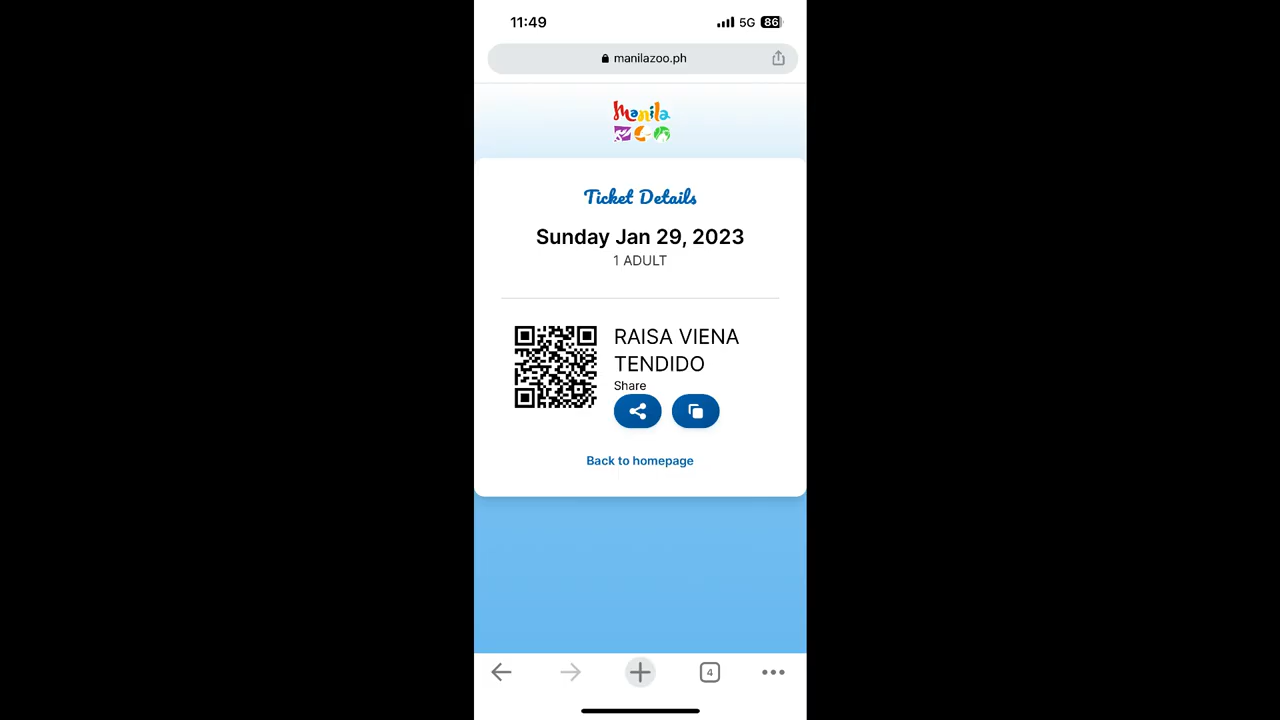 11:49
5G 86
manilazoo.ph
Manila
Ticket Details
Sunday Jan 29, 2023
1 ADULT
RAISA VIENA
TENDIDO
Share
Back to homepage
4